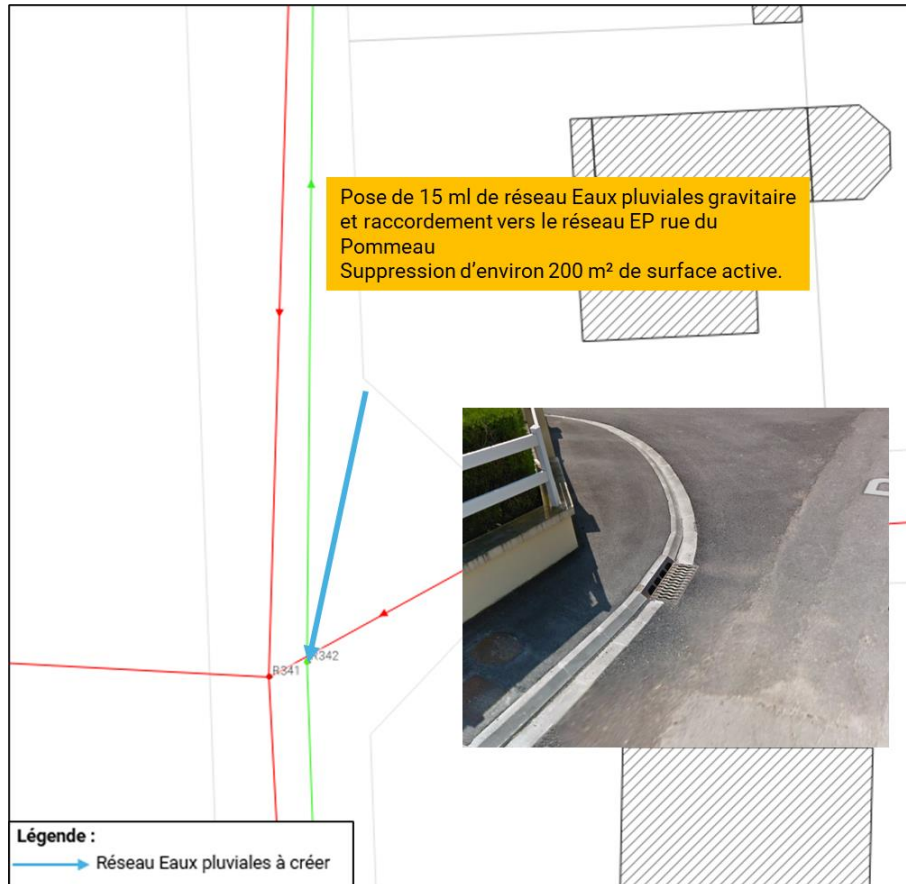 Pose de 15 ml de réseau Eaux pluviales gravitaire
et raccordement vers le réseau EP rue du
Pommeau
Suppression d’environ 200 m² de surface active.
R342
R341
Légende :
Réseau Eaux pluviales à créer